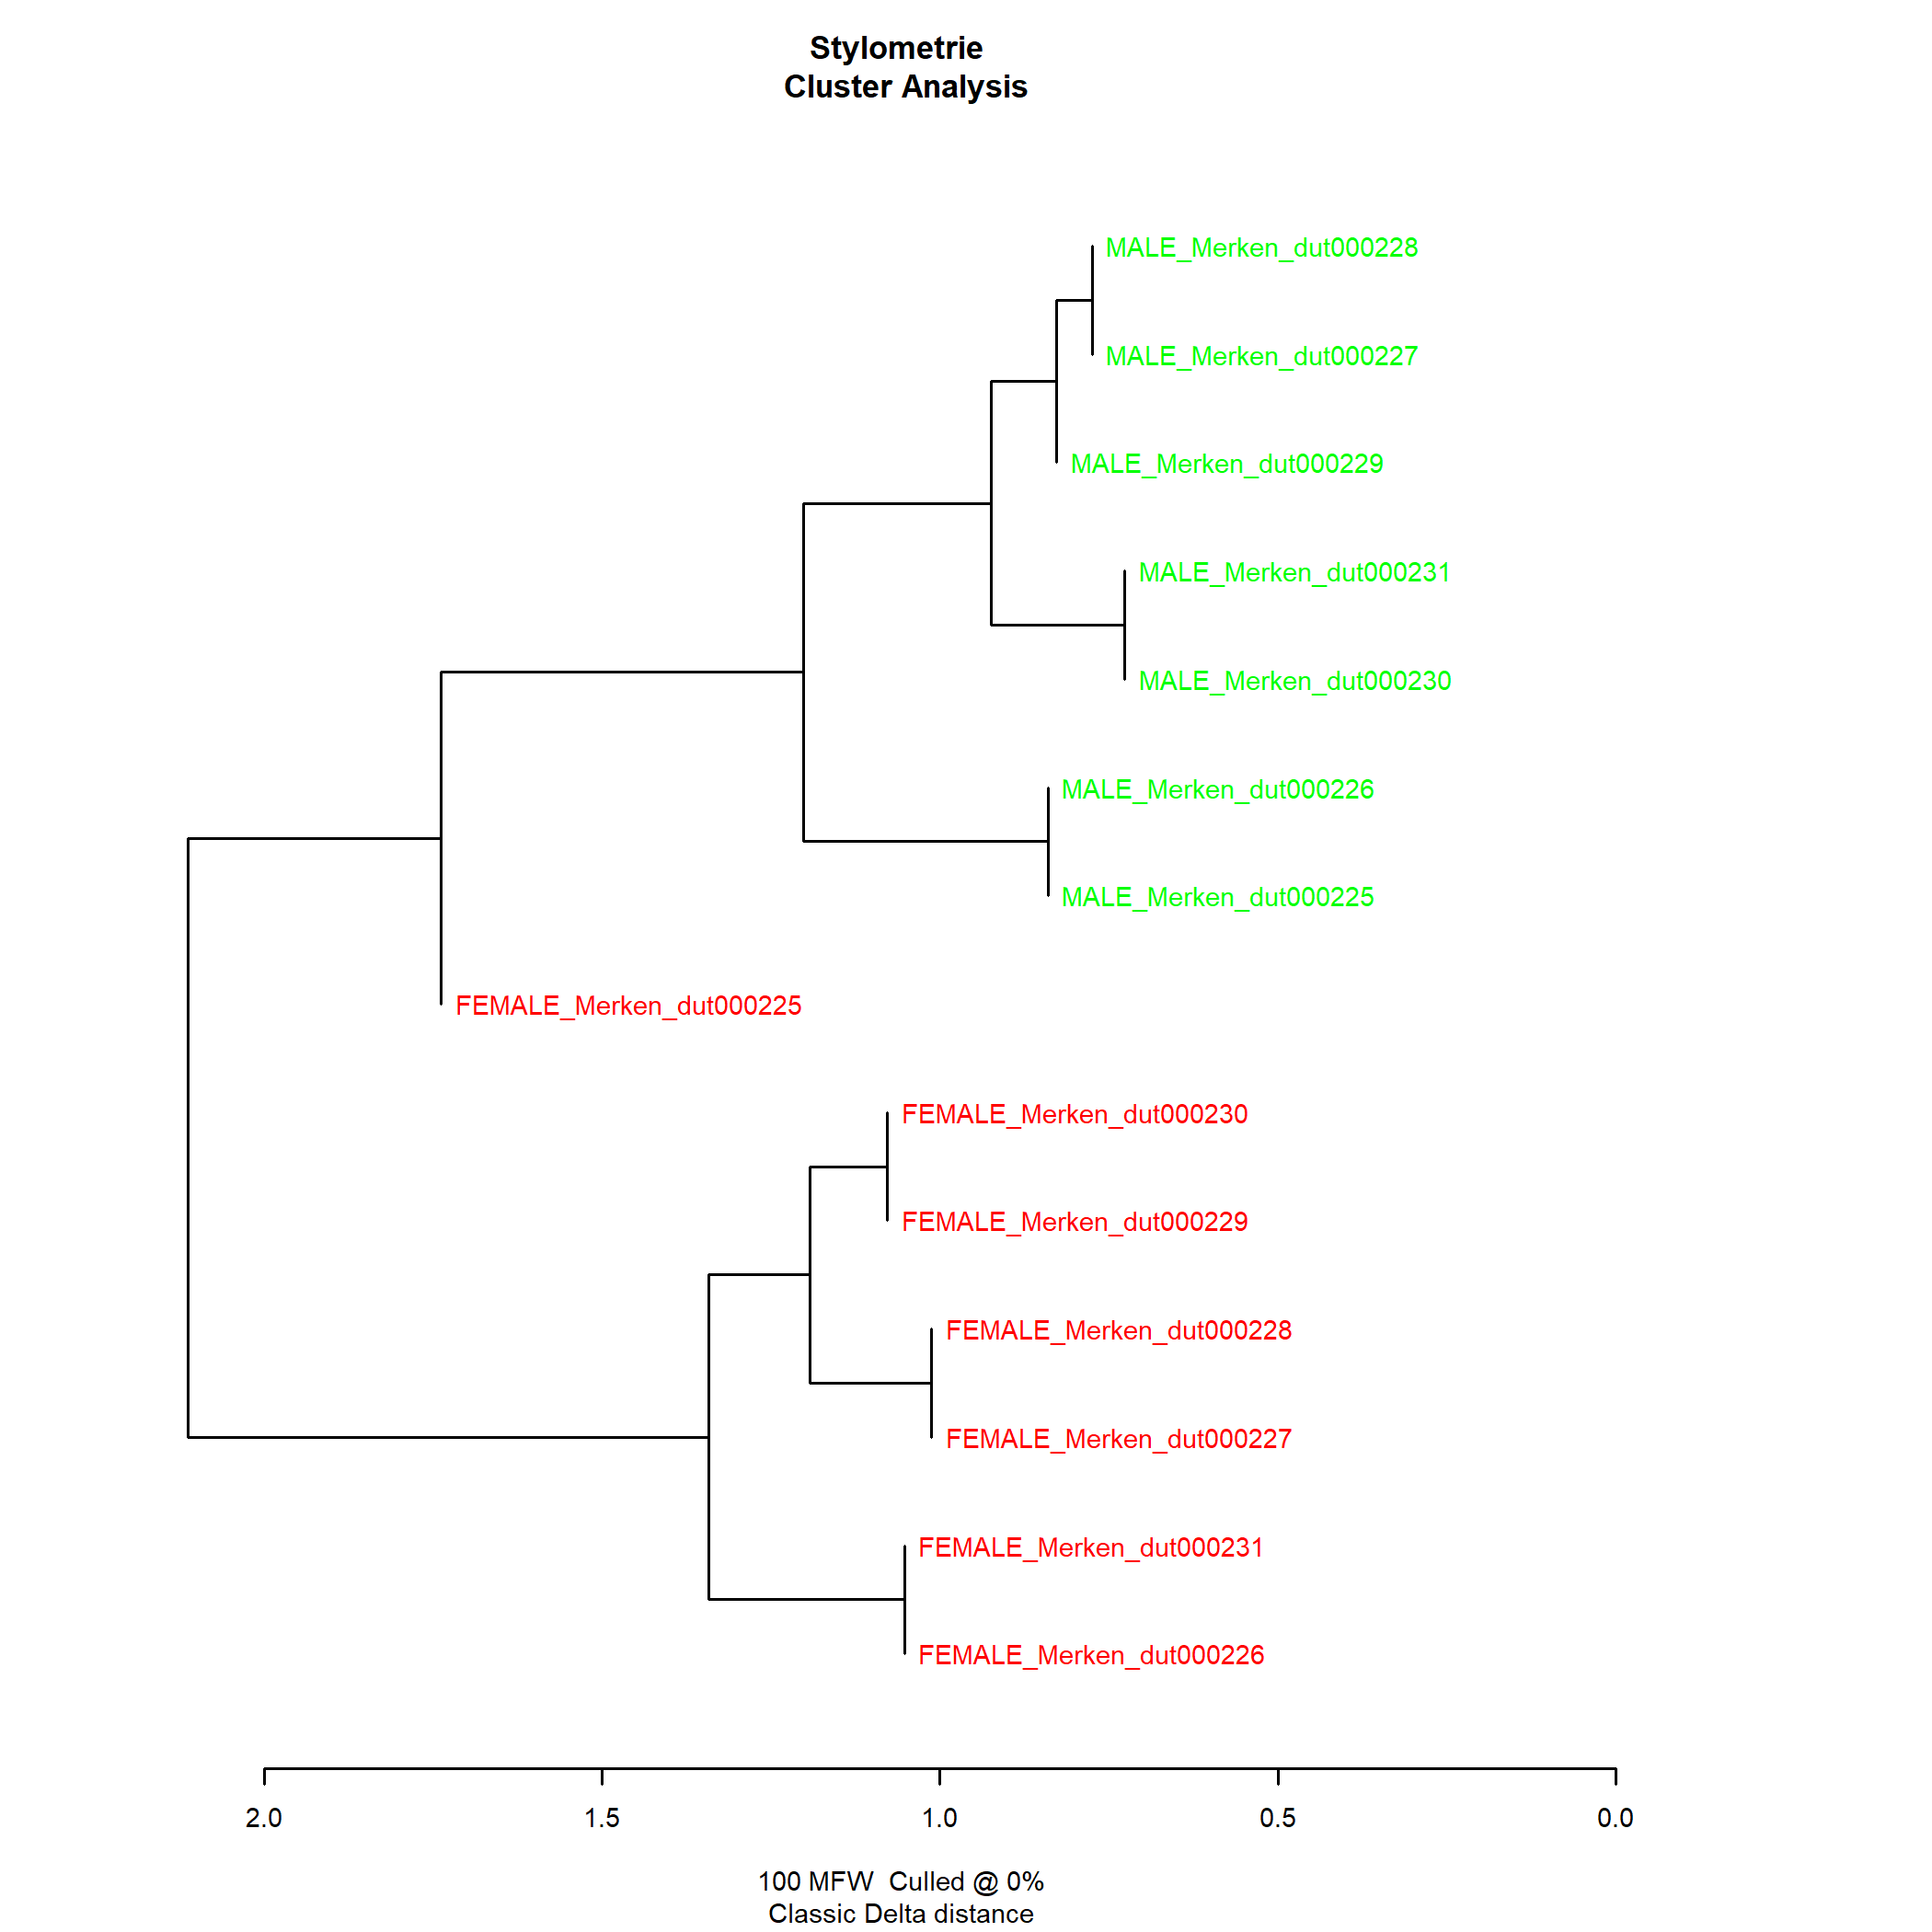 Stylometrie
Cluster Analysis
MALE_Merken_dut000228
MALE_Merken_dut000227
MALE_Merken_dut000229
MALE_Merken_dut000231
MALE_Merken_dut000230
MALE_Merken_dut000226
MALE_Merken_dut000225
FEMALE_Merken_dut000225
FEMALE_Merken_dut000230
FEMALE_Merken_dut000229
FEMALE_Merken_dut000228
FEMALE_Merken_dut000227
FEMALE_Merken_dut000231
FEMALE_Merken_dut000226
2.0 1.5 1.0 0.5 0.0
100 MFW  Culled @ 0%
Classic Delta distance